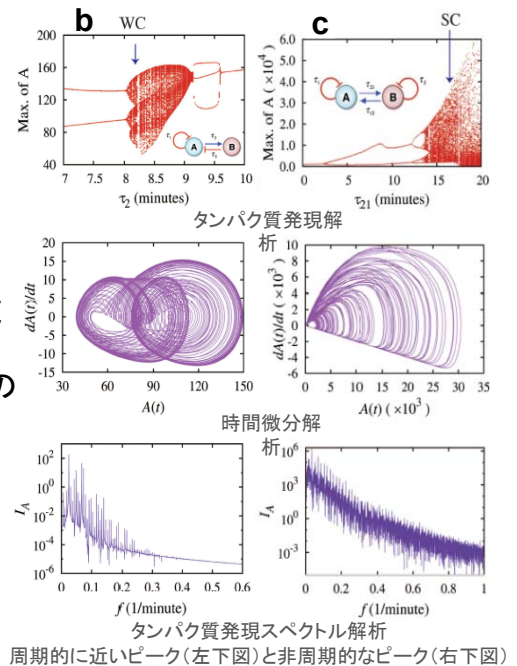 b
WC
c
SC
Max. of A
200
160
120
80
40
7
7.5
8
8.5
9
9.5
10
τ2 (minutes)
τ1
A
τ2
τ3
B
Max. of A (×10^4)
6.0
5.0
4.0
3.0
2.0
1.0
0.0
0
5
10
15
20
τ21 (minutes)
A
B
タンパク質発現解
析
dA(t)/dt
20
15
10
5
0
-5
-10
-15
30
60
90
120
150
A(t)
dA(t)/dt (×10^3)
10
8
6
4
2
0
-2
-4
-6
0
5
10
15
20
25
30
35
A(t) (×10^3)
に
の
時間微分解
析
I_A
10^2
10^0
10^-2
10^-4
10^-6
0
0.1
0.2
0.3
0.4
0.5
0.6
f (1/minute)
I_A
10^6
10^3
10^0
10^-3
0
0.2
0.4
0.6
0.8
1
f (1/minute)
タンパク質発現スペクトル解析
周期的に近いピーク(左下図)と非周期的なピーク(右下図)